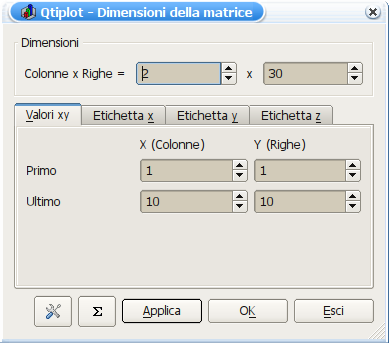 Qtiplot - Dimensioni della matrice
Dimensioni
Colonne x Righe = 2 x 30
Valori xy Etichetta x Etichetta y Etichetta z
X (Colonne) Y (Righe)
Primo 1 1
Ultimo 10 10
Σ Applica OK Esci